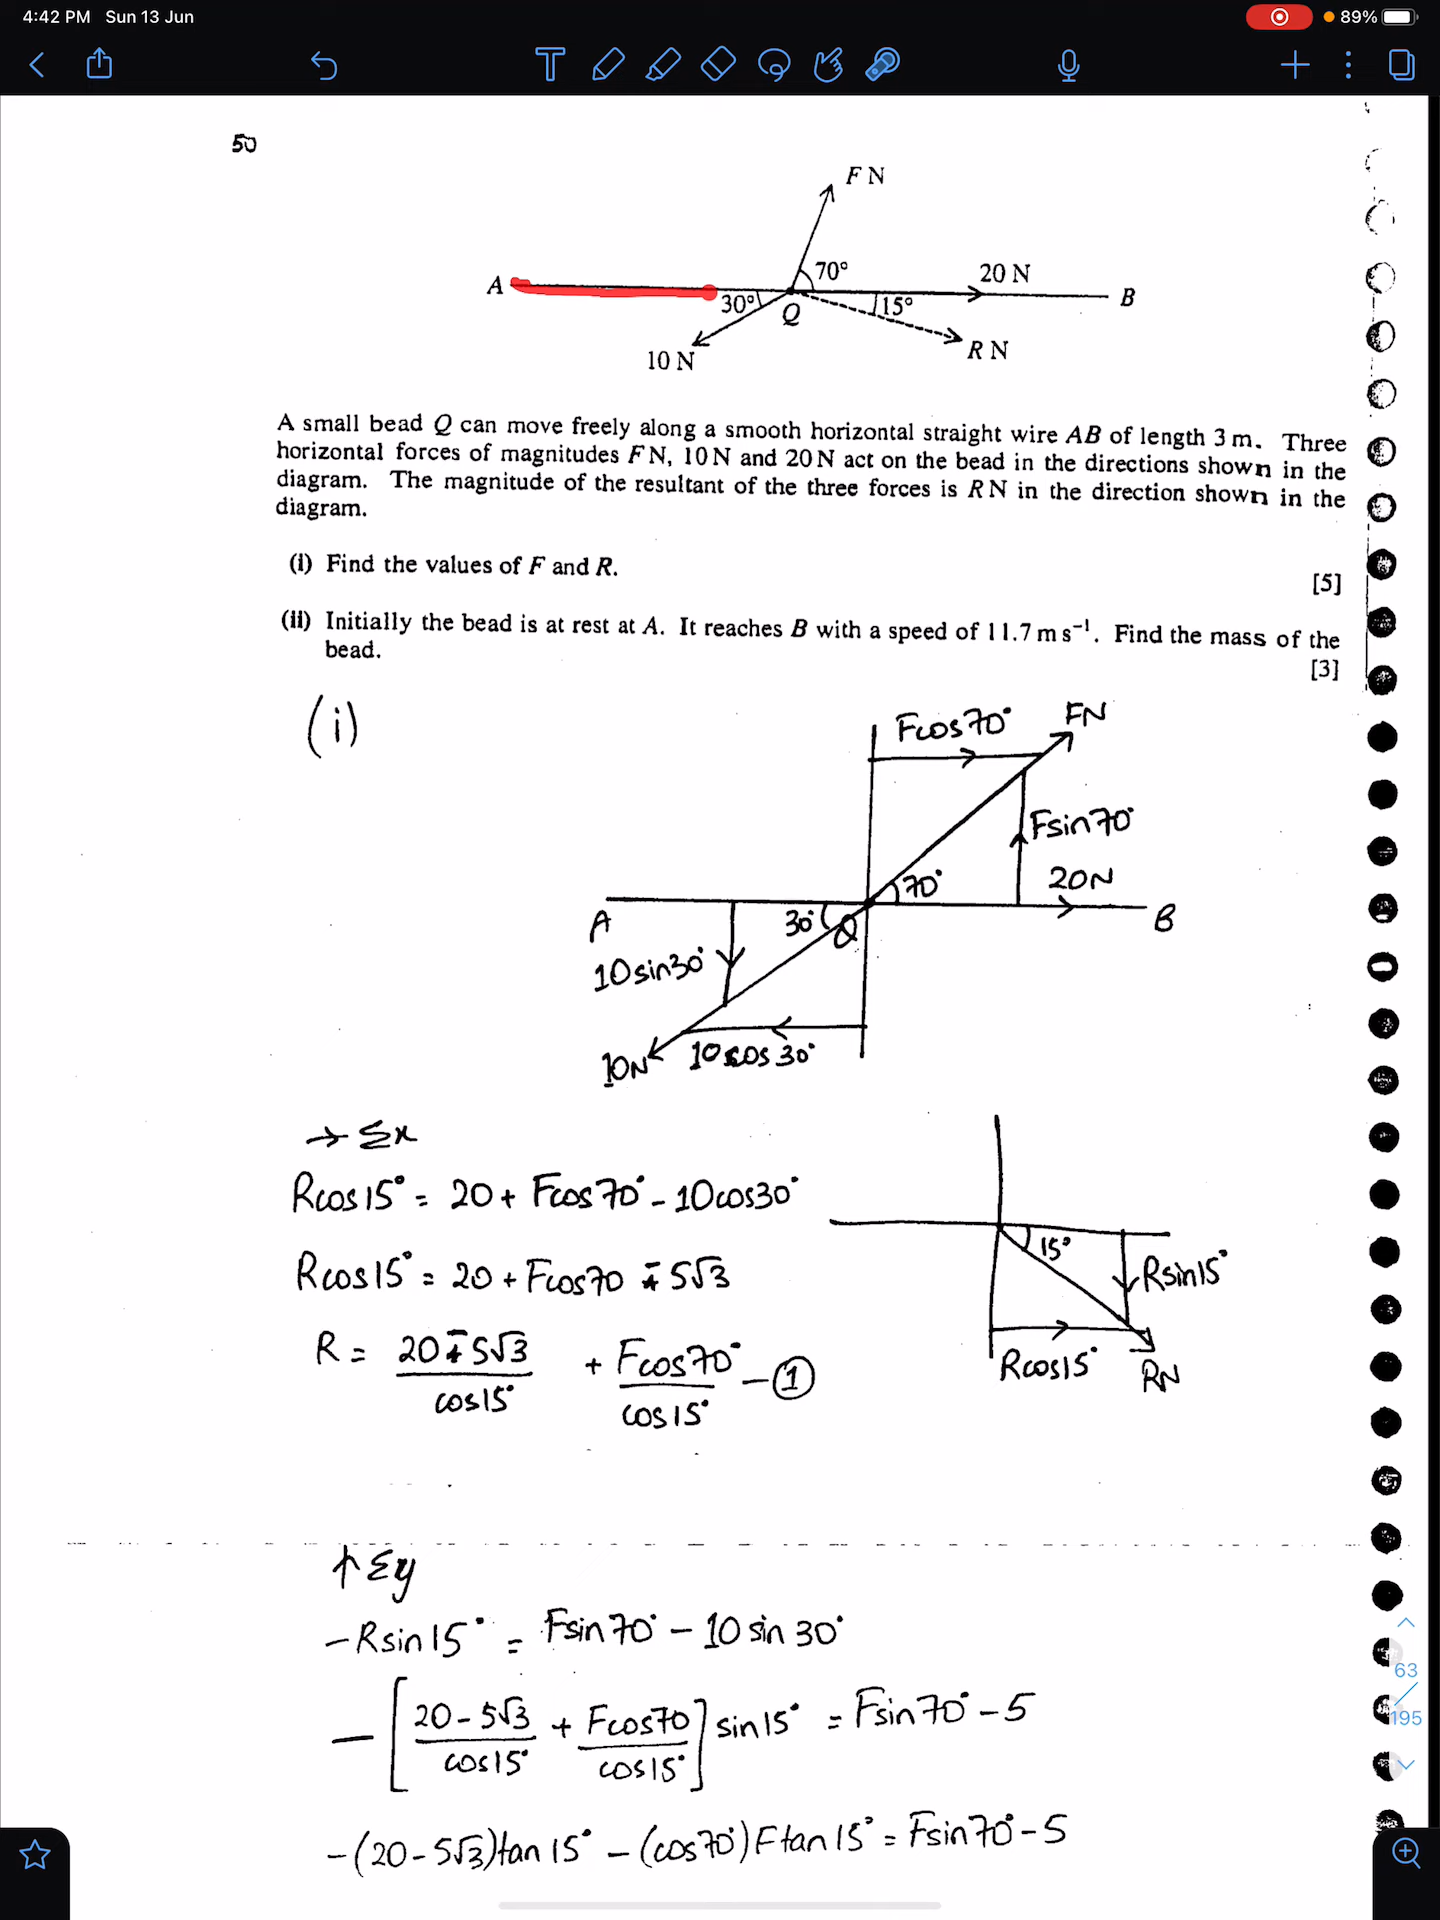 4:42 PM Sun 13 Jun
89%
50
F N
70°
20 N
A
B
30°
Q
15°
10 N
R N
A small bead Q can move freely along a smooth horizontal straight wire AB of length 3 m. Three
horizontal forces of magnitudes F N, 10 N and 20 N act on the bead in the directions shown in the
diagram. The magnitude of the resultant of the three forces is R N in the direction shown in the
diagram.
(i) Find the values of F and R.
[5]
(ii) Initially the bead is at rest at A. It reaches B with a speed of 11.7 m s⁻¹. Find the mass of the
bead.
[3]
(i)
Fcos70°
FN
Fsin70°
70°
20N
A
30°
Q
B
10sin30°
10N
10cos30°
→ Σx
Rcos15° = 20 + Fcos70° - 10cos30°
15°
Rcos15° = 20 + Fcos70 - 5√3
Rsin15°
R = 20 - 5√3 / cos15° + Fcos70° / cos15° — ①
Rcos15°
RN
↑ Σy
-Rsin15° = Fsin70° - 10sin30°
-[20-5√3 / cos15° + Fcos70 / cos15°] sin15° = Fsin70° - 5
-(20-5√3)tan15° - (cos70°)Ftan15° = Fsin70° - 5
63
195